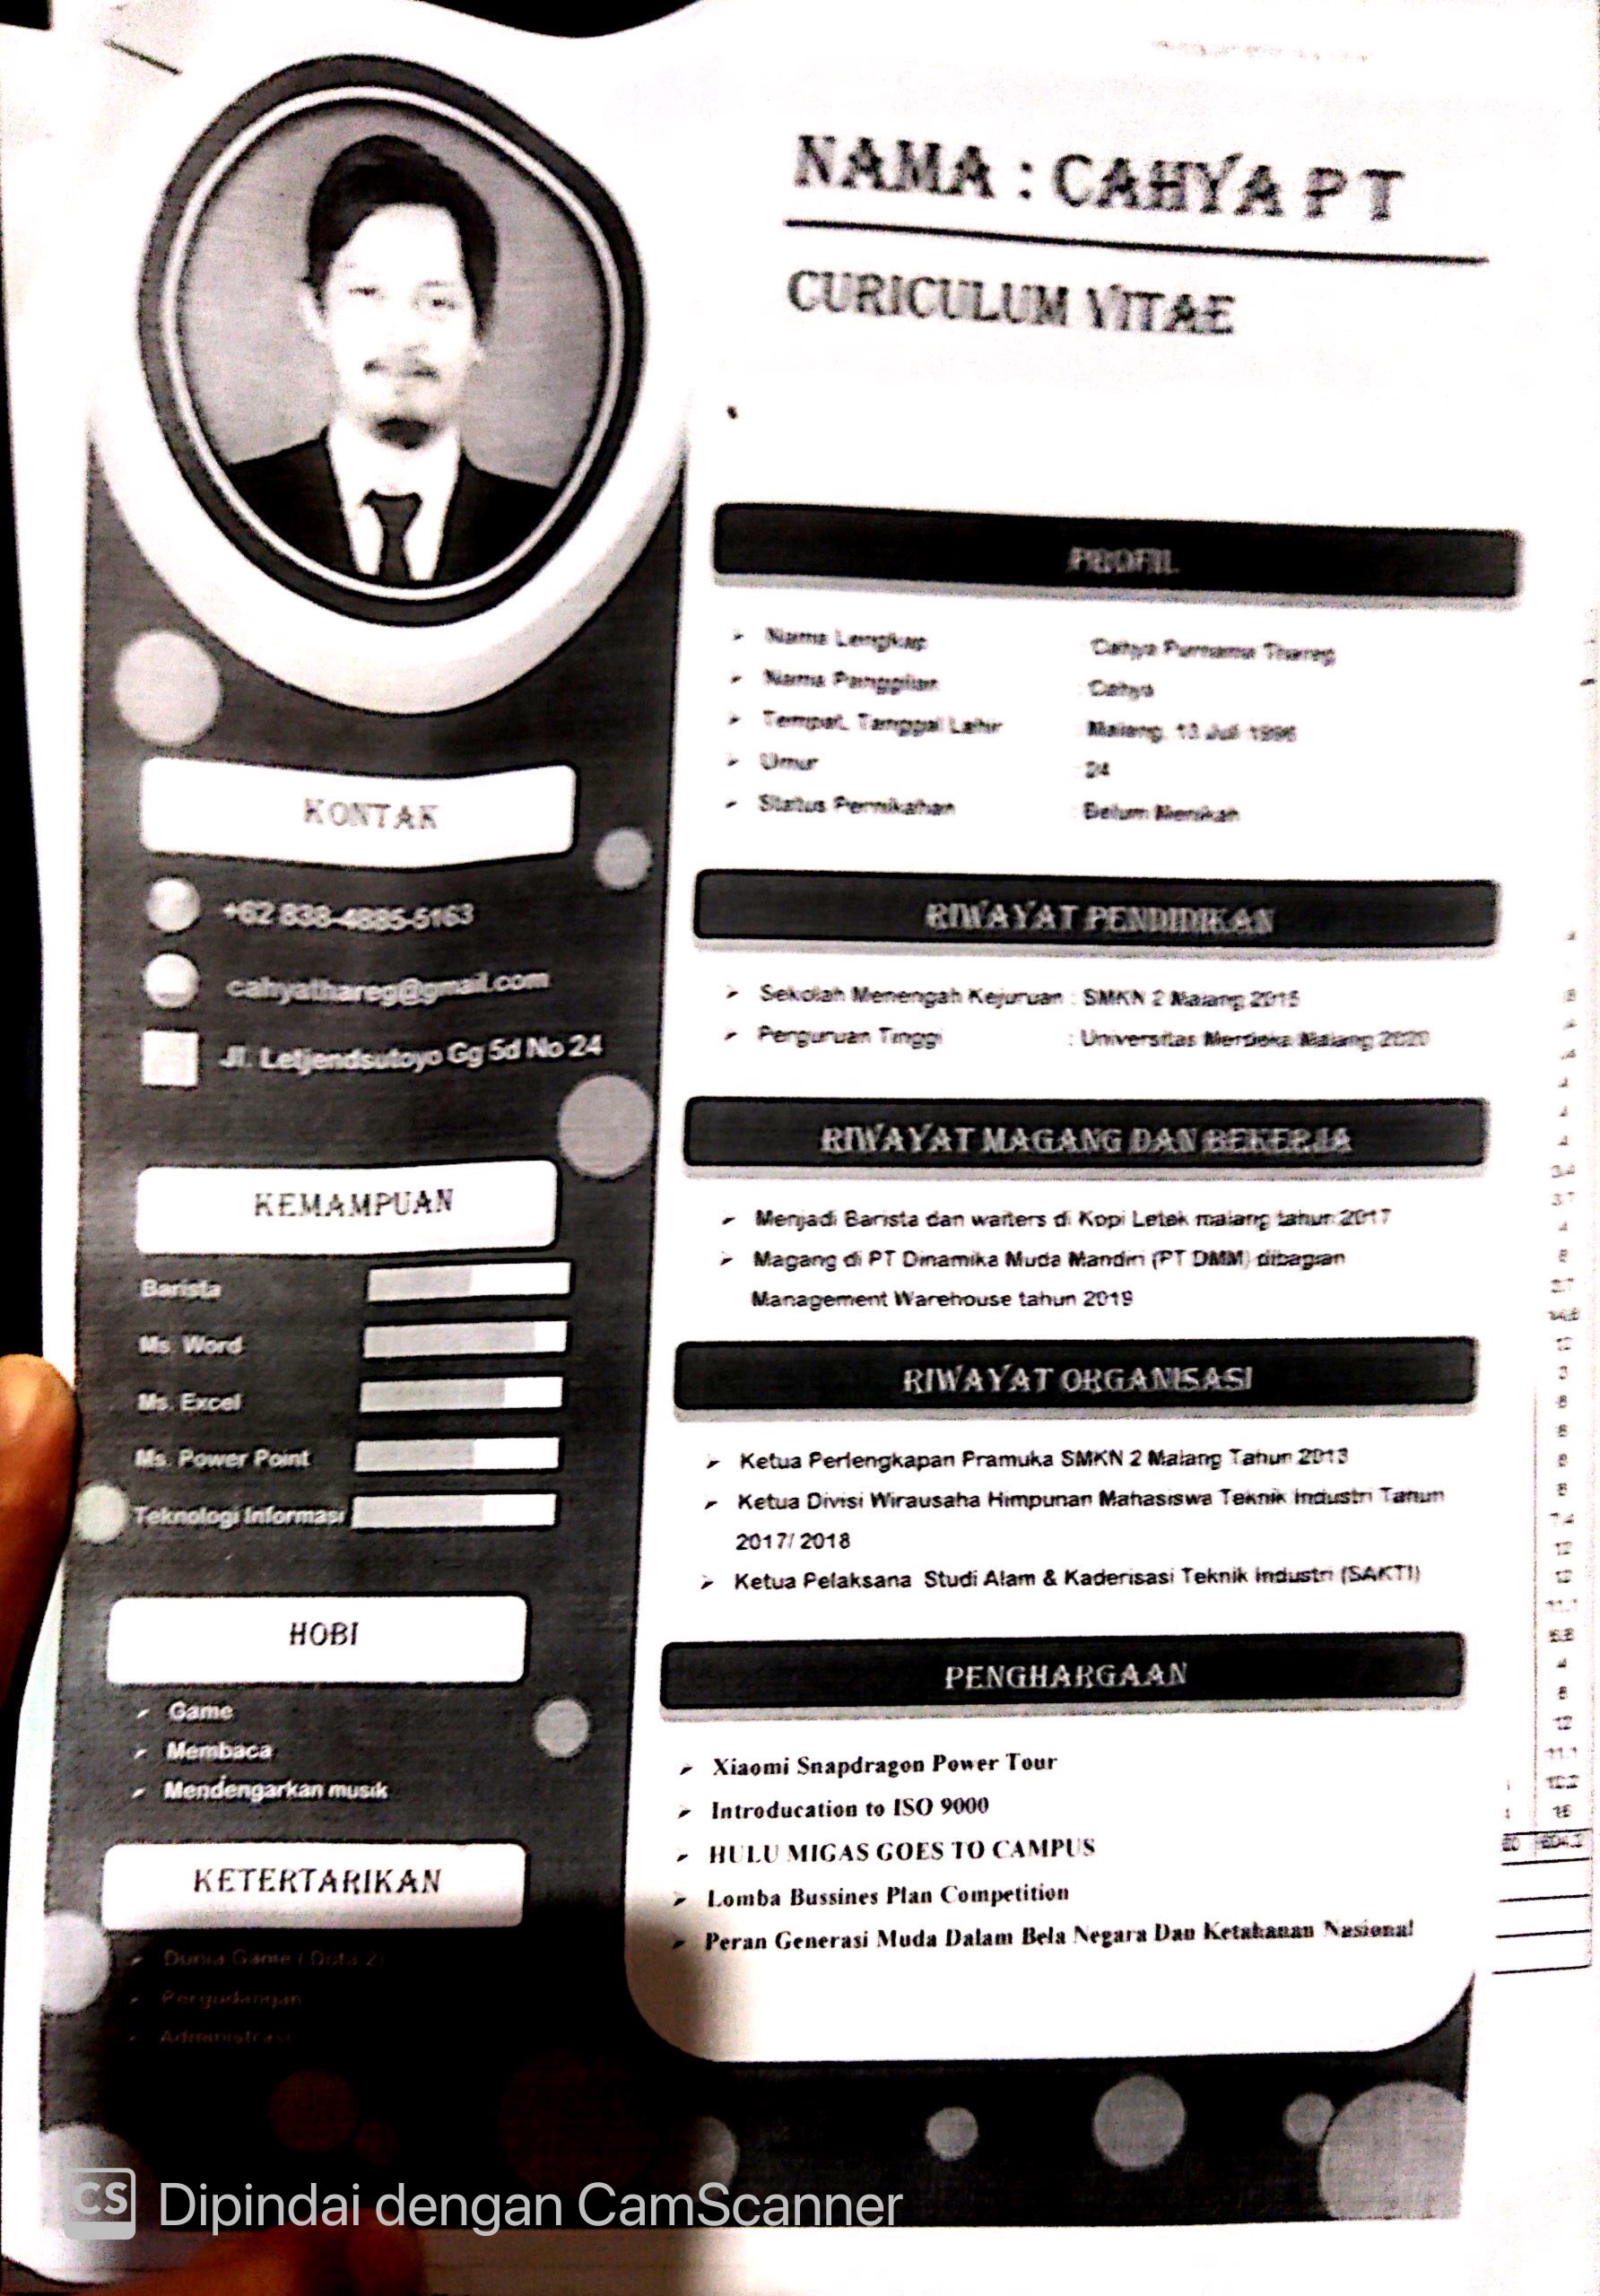 NAMA : CAHYA P T
CURICULUM VITAE
PROFIL
Nama Lengkap : Cahya Purnama Thareg
Nama Panggilan : Cahya
Tempat, Tanggal Lahir : Malang, 13 Juli 1996
Umur : 24
Status Pernikahan : Belum Menikah
KONTAK
+62 838-4885-5163
cahyathareg@gmail.com
Jl. Letjendsutoyo Gg 5d No 24
RIWAYAT PENDIDIKAN
Sekolah Menengah Kejuruan : SMKN 2 Malang 2015
Perguruan Tinggi : Universitas Merdeka Malang 2020
RIWAYAT MAGANG DAN BEKERJA
Menjadi Barista dan waiters di Kopi Letek malang tahun 2017
Magang di PT Dinamika Muda Mandiri (PT DMM) dibagian
Management Warehouse tahun 2019
KEMAMPUAN
Barista
Ms. Word
Ms. Excel
Ms. Power Point
Teknologi Informasi
RIWAYAT ORGANISASI
Ketua Perlengkapan Pramuka SMKN 2 Malang Tahun 2013
Ketua Divisi Wirausaha Himpunan Mahasiswa Teknik Industri Tahun
2017/ 2018
Ketua Pelaksana Studi Alam & Kaderisasi Teknik Industri (SAKTI)
HOBI
Game
Membaca
Mendengarkan musik
PENGHARGAAN
Xiaomi Snapdragon Power Tour
Introducation to ISO 9000
HULU MIGAS GOES TO CAMPUS
Lomba Bussines Plan Competition
Peran Generasi Muda Dalam Bela Negara Dan Ketahanan Nasional
KETERTARIKAN
Dunia Game ( Dota 2)
Pergudangan
Administrasi
CS Dipindai dengan CamScanner